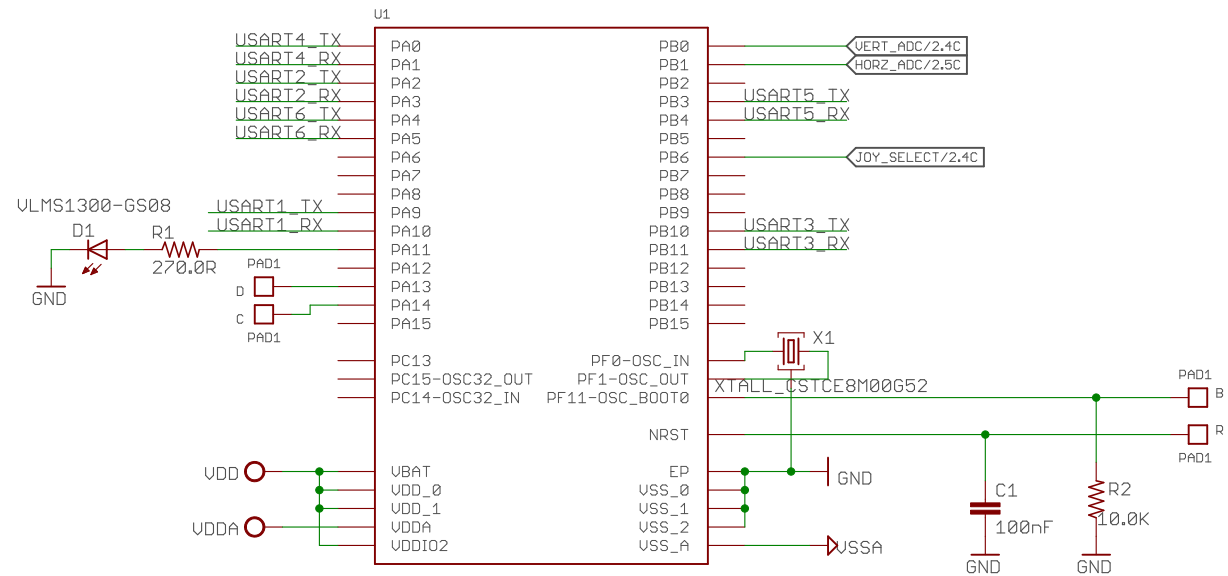 U1
USART4_TX
USART4_RX
USART2_TX
USART2_RX
USART6_TX
USART6_RX
USART1_TX
USART1_RX
VLMS1300-GS08
D1
R1
270.0R
GND
PAD1
D
C
PAD1
VDD
VDDA
PA0
PA1
PA2
PA3
PA4
PA5
PA6
PA7
PA8
PA9
PA10
PA11
PA12
PA13
PA14
PA15
PC13
PC15-OSC32_OUT
PC14-OSC32_IN
VBAT
VDD_0
VDD_1
VDDA
VDDIO2
PB0
PB1
PB2
PB3
PB4
PB5
PB6
PB7
PB8
PB9
PB10
PB11
PB12
PB13
PB14
PB15
PF0-OSC_IN
PF1-OSC_OUT
PF11-OSC_BOOT0
NRST
EP
VSS_0
VSS_1
VSS_2
VSS_A
VERT_ADC/2.4C
HORZ_ADC/2.5C
USART5_TX
USART5_RX
JOY_SELECT/2.4C
USART3_TX
USART3_RX
X1
XTALL_CSTCE8M00G52
GND
VSSA
C1
100nF
GND
R2
10.0K
GND
PAD1
B
R
PAD1